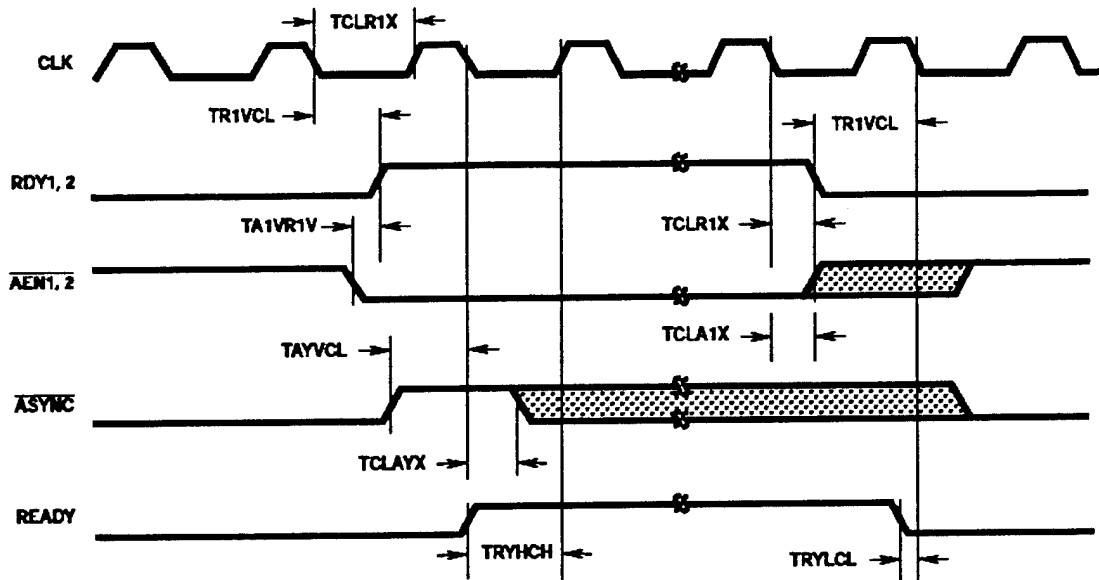 TCLR1X
CLK
TR1VCL
TR1VCL
RDY1, 2
TA1VR1V
TCLR1X
AEN1, 2
TAYVCL
TCLA1X
ASYNC
TCLAYX
READY
TRYHCH
TRYLCL